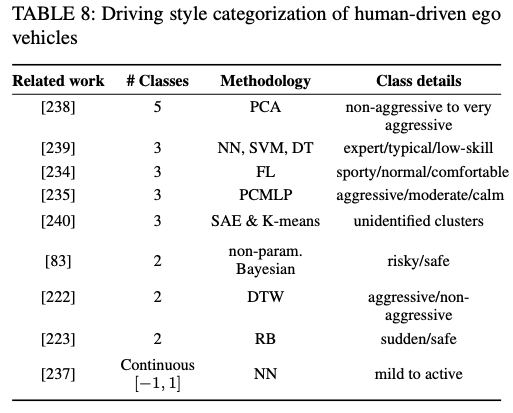 TABLE 8: Driving style categorization of human-driven ego
vehicles
Related work # Classes Methodology Class details
[238] 5 PCA non-aggressive to very
aggressive
[239] 3 NN, SVM, DT expert/typical/low-skill
[234] 3 FL sporty/normal/comfortable
[235] 3 PCMLP aggressive/moderate/calm
[240] 3 SAE & K-means unidentified clusters
[83] 2 non-param.
Bayesian risky/safe
[222] 2 DTW aggressive/non-
aggressive
[223] 2 RB sudden/safe
[237] Continuous
[−1, 1] NN mild to active